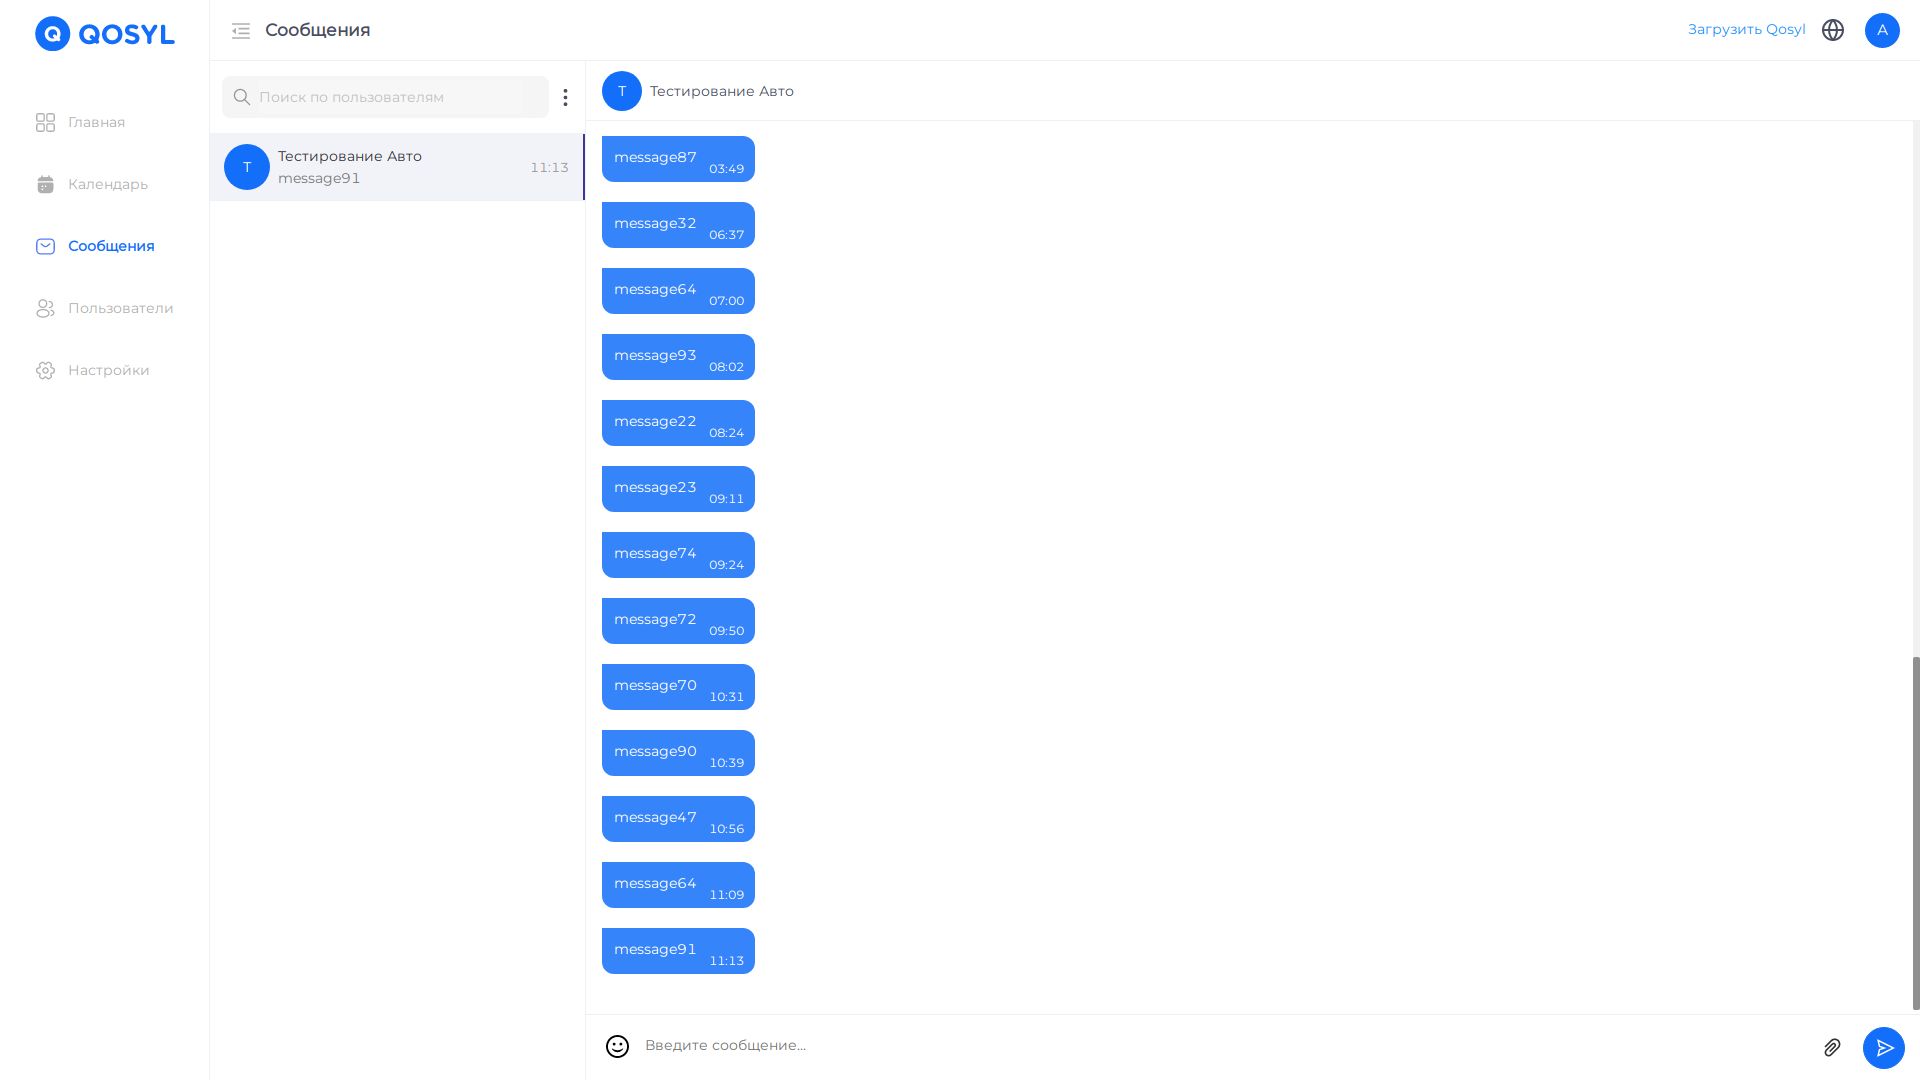 QOSYL
Главная
Календарь
Сообщения
Пользователи
Настройки
Сообщения
Загрузить Qosyl
A
Поиск по пользователям
T
Тестирование Авто
message91
11:13
T
Тестирование Авто
message87
03:49
message32
06:37
message64
07:00
message93
08:02
message22
08:24
message23
09:11
message74
09:24
message72
09:50
message70
10:31
message90
10:39
message47
10:56
message64
11:09
message91
11:13
Введите сообщение...